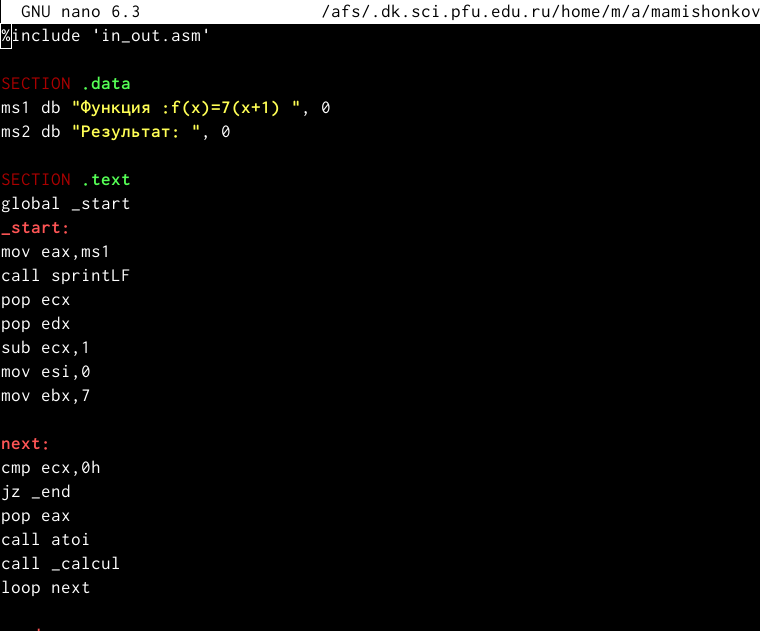 GNU nano 6.3 /afs/.dk.sci.pfu.edu.ru/home/m/a/mamishonkov
%include 'in_out.asm'
SECTION .data
ms1 db "Функция :f(x)=7(x+1) ", 0
ms2 db "Результат: ", 0
SECTION .text
global _start
_start:
mov eax,ms1
call sprintLF
pop ecx
pop edx
sub ecx,1
mov esi,0
mov ebx,7
next:
cmp ecx,0h
jz _end
pop eax
call atoi
call _calcul
loop next